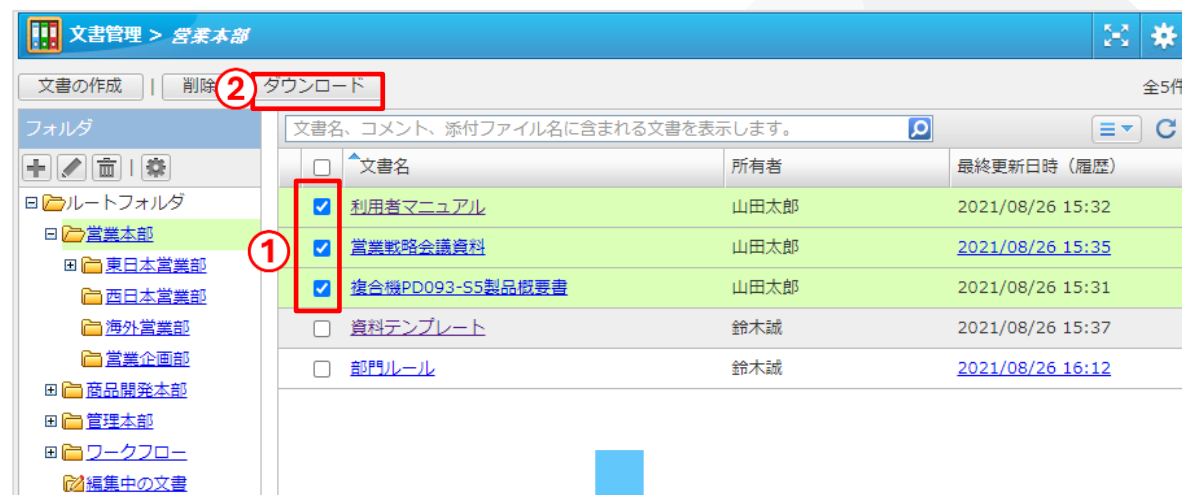 文書管理 > 営業本部
文書の作成 | 削除 ② ダウンロード 全5件
フォルダ
文書名、コメント、添付ファイル名に含まれる文書を表示します。
文書名 所有者 最終更新日時（履歴）
ルートフォルダ
営業本部
東日本営業部
西日本営業部
海外営業部
営業企画部
商品開発本部
管理本部
ワークフロー
編集中の文書
①
利用者マニュアル 山田太郎 2021/08/26 15:32
営業戦略会議資料 山田太郎 2021/08/26 15:35
複合機PD093-S5製品概要書 山田太郎 2021/08/26 15:31
資料テンプレート 鈴木誠 2021/08/26 15:37
部門ルール 鈴木誠 2021/08/26 16:12